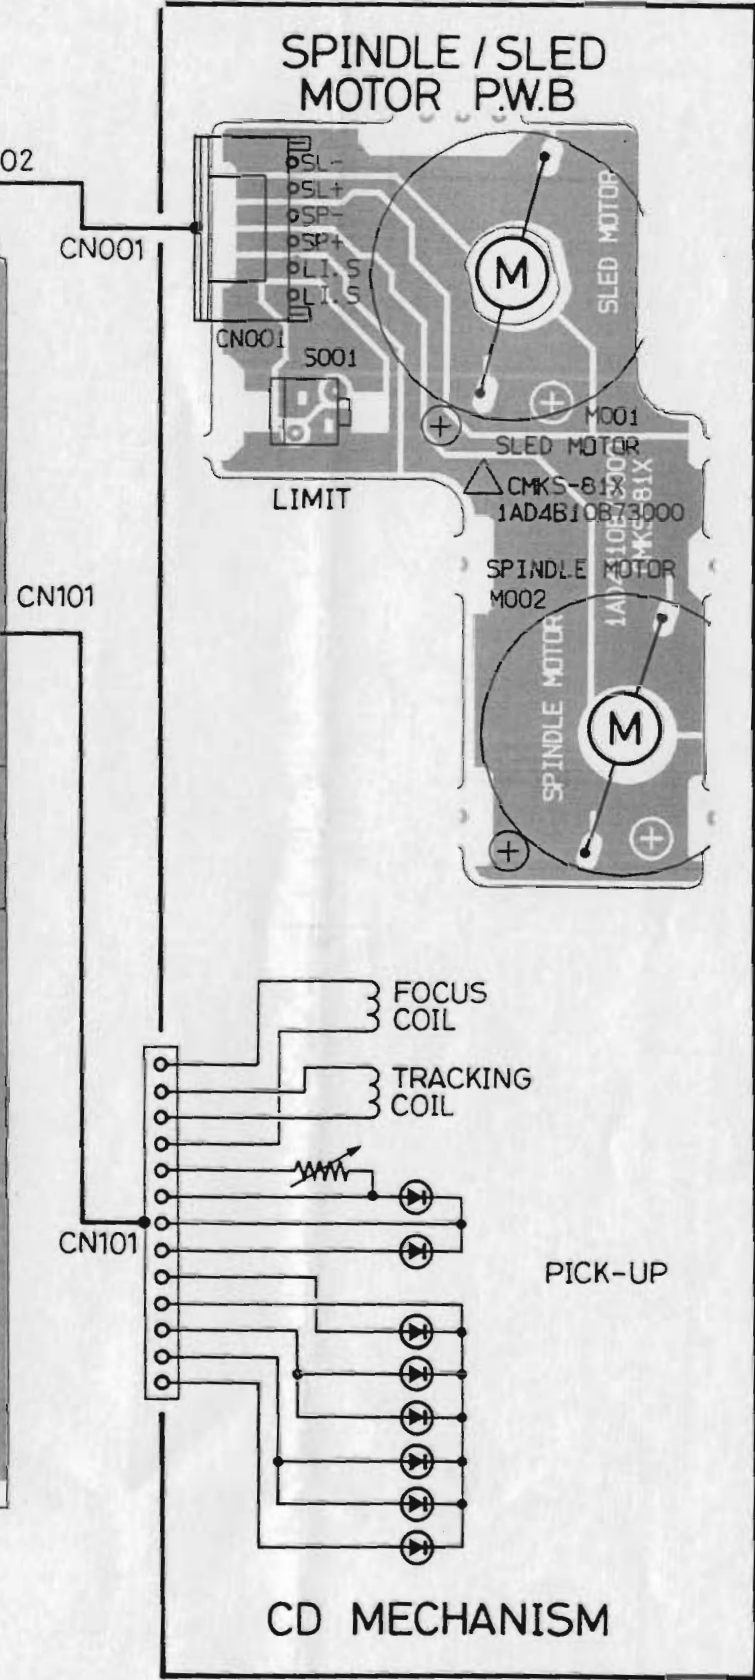 SPINDLE / SLED
MOTOR P.W.B
02
CN001
SL-
SL+
SP-
SP+
LI.S
LI.S
CN001
S001
LIMIT
M
SLED MOTOR
M001
SLED MOTOR
CMKS-81X
1AD4B10B73000
SPINDLE MOTOR
M002
SPINDLE MOTOR
M
CN101
FOCUS
COIL
TRACKING
COIL
CN101
PICK-UP
CD MECHANISM